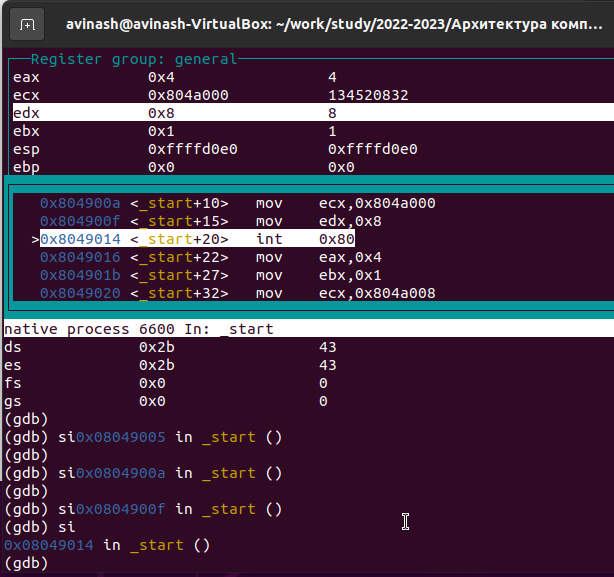 avinash@avinash-VirtualBox: ~/work/study/2022-2023/Архитектура комп...
Register group: general
eax 0x4 4
ecx 0x804a000 134520832
edx 0x8 8
ebx 0x1 1
esp 0xffffd0e0 0xffffd0e0
ebp 0x0 0x0
0x804900a <_start+10> mov ecx,0x804a000
0x804900f <_start+15> mov edx,0x8
>0x8049014 <_start+20> int 0x80
0x8049016 <_start+22> mov eax,0x4
0x804901b <_start+27> mov ebx,0x1
0x8049020 <_start+32> mov ecx,0x804a008
native process 6600 In: _start
ds 0x2b 43
es 0x2b 43
fs 0x0 0
gs 0x0 0
(gdb)
(gdb) si0x08049005 in _start ()
(gdb)
(gdb) si0x0804900a in _start ()
(gdb)
(gdb) si0x0804900f in _start ()
(gdb) si
0x08049014 in _start ()
(gdb)